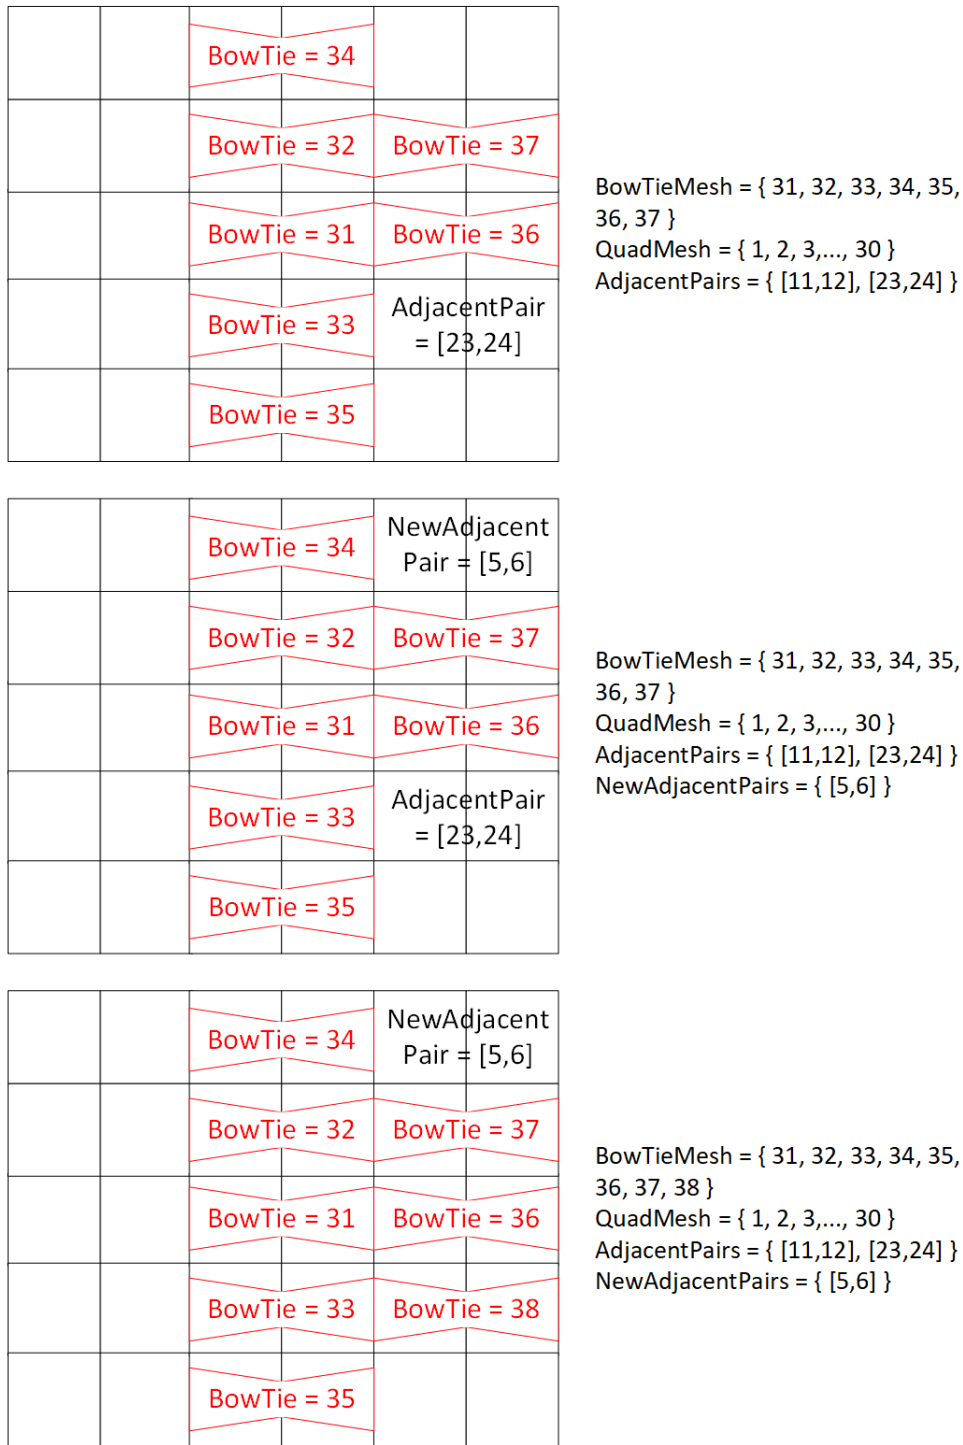 BowTie = 34
BowTie = 32 BowTie = 37
BowTie = 31 BowTie = 36
BowTie = 33
AdjacentPair
= [23,24]
BowTie = 35
BowTieMesh = { 31, 32, 33, 34, 35,
36, 37 }
QuadMesh = { 1, 2, 3,..., 30 }
AdjacentPairs = { [11,12], [23,24] }
BowTie = 34
NewAdjacent
Pair = [5,6]
BowTie = 32 BowTie = 37
BowTie = 31 BowTie = 36
BowTie = 33
AdjacentPair
= [23,24]
BowTie = 35
BowTieMesh = { 31, 32, 33, 34, 35,
36, 37 }
QuadMesh = { 1, 2, 3,..., 30 }
AdjacentPairs = { [11,12], [23,24] }
NewAdjacentPairs = { [5,6] }
BowTie = 34
NewAdjacent
Pair = [5,6]
BowTie = 32 BowTie = 37
BowTie = 31 BowTie = 36
BowTie = 33 BowTie = 38
BowTie = 35
BowTieMesh = { 31, 32, 33, 34, 35,
36, 37, 38 }
QuadMesh = { 1, 2, 3,..., 30 }
AdjacentPairs = { [11,12], [23,24] }
NewAdjacentPairs = { [5,6] }